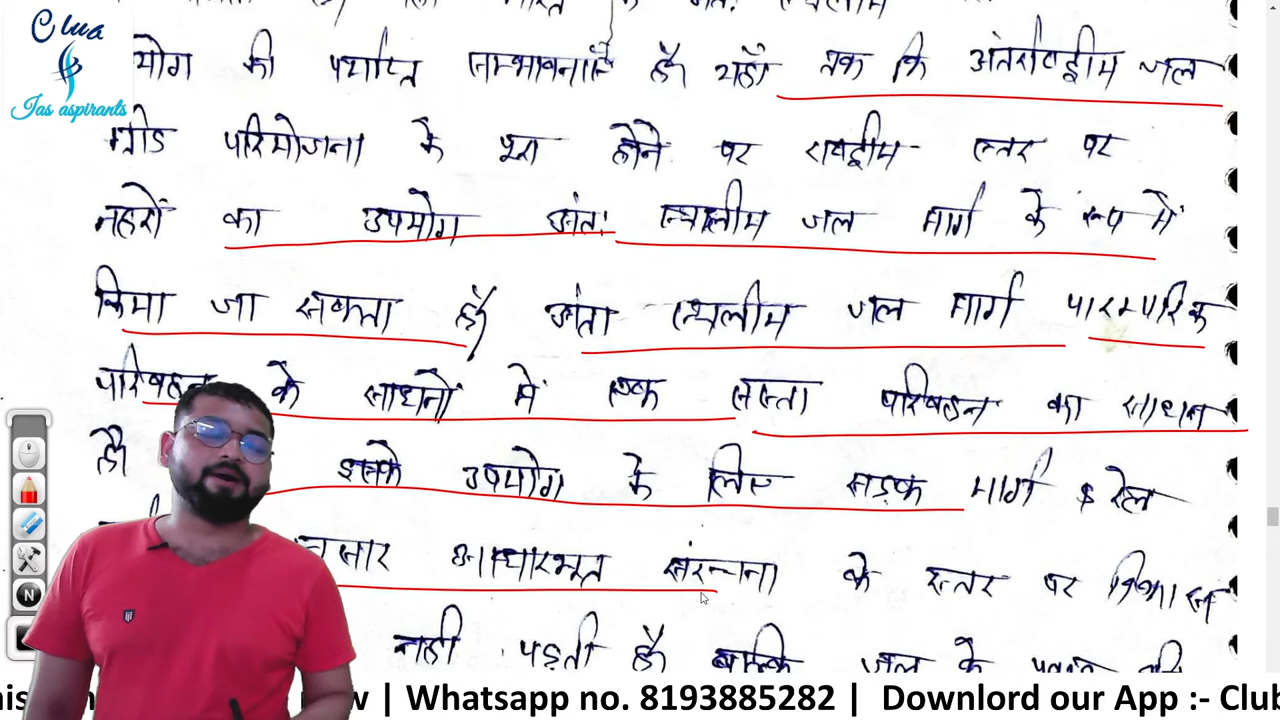 Clua
Ias aspirants
योग की पर्याप्त सम्भावनाएँ है यहाँ तक कि अंतर्राष्ट्रीय जल
ग्रीड परियोजना के पूरा होने पर राष्ट्रीय स्तर पर
नहरों का उपयोग अंतः स्थलीय जल मार्ग के रूप में
किया जा सकता है अंतः स्थलीय जल मार्ग पारम्परिक
परिवहन के साधनों में एक सस्ता परिवहन का साधन
है इसके उपयोग के लिए सड़क मार्ग & रेल
आधारभूत संरचना के स्तर पर
नही पड़ती है बल्कि जल के
w | Whatsapp no. 8193885282 | Downlord our App :- Club